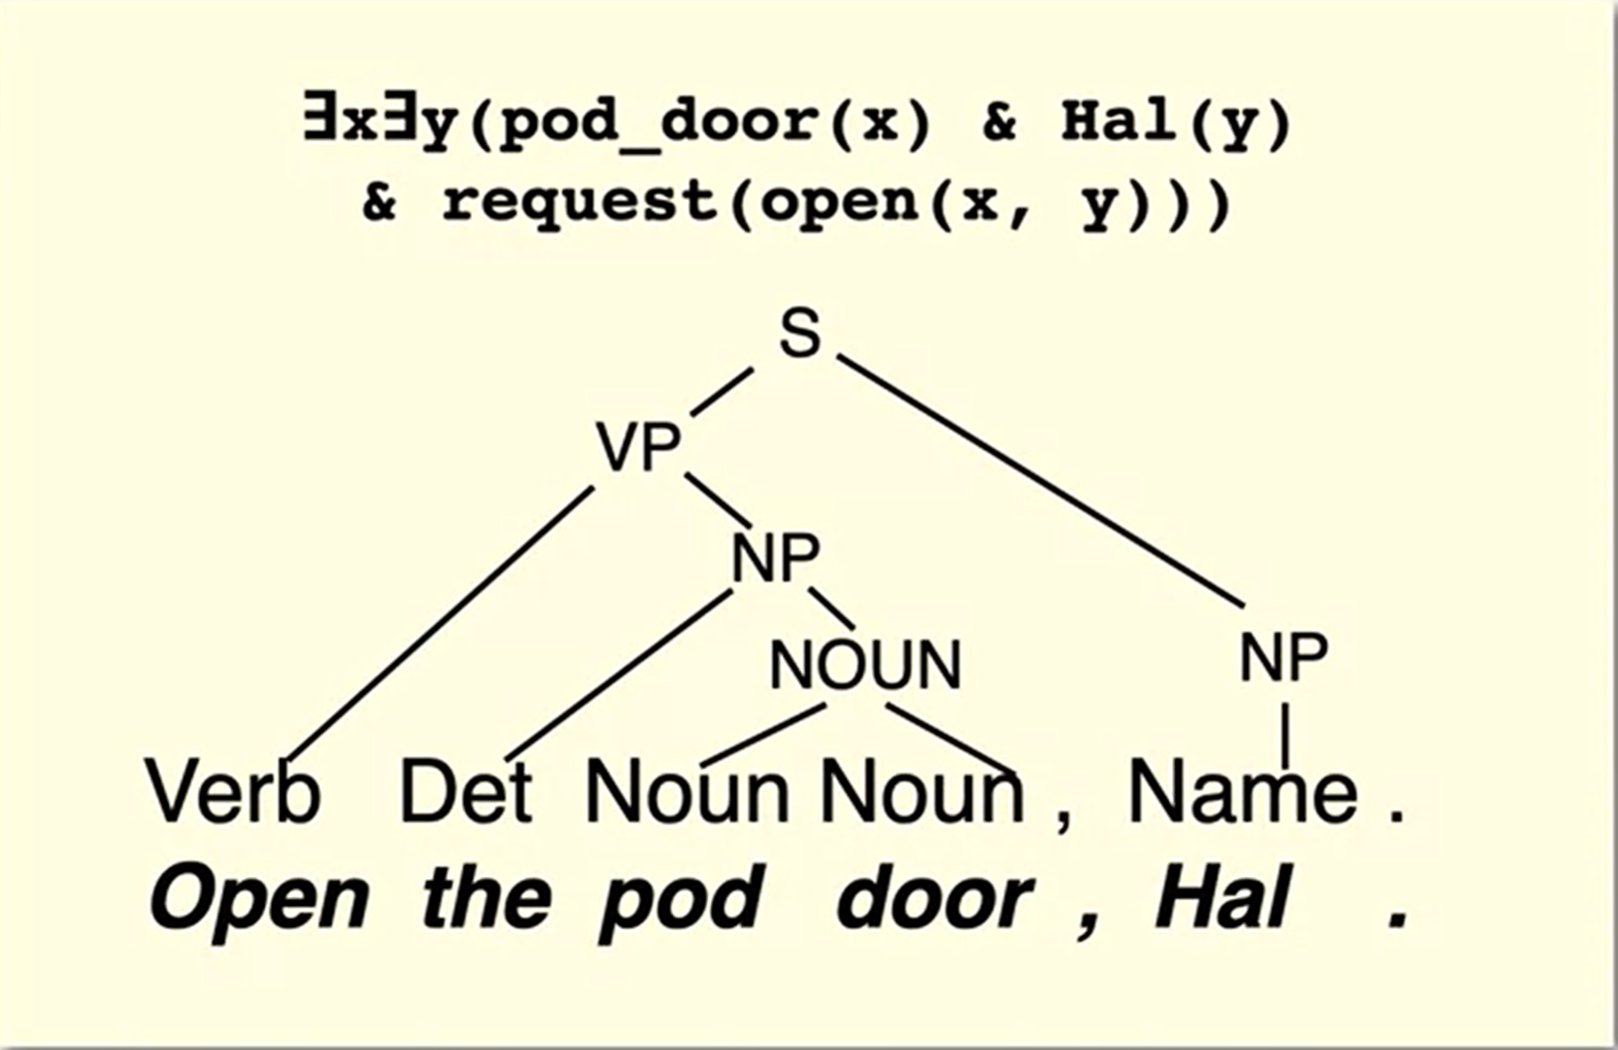 ∃x∃y(pod_door(x) & Hal(y)
& request(open(x, y)))
S
VP
NP
NOUN
NP
Verb Det Noun Noun , Name .
Open the pod door , Hal .